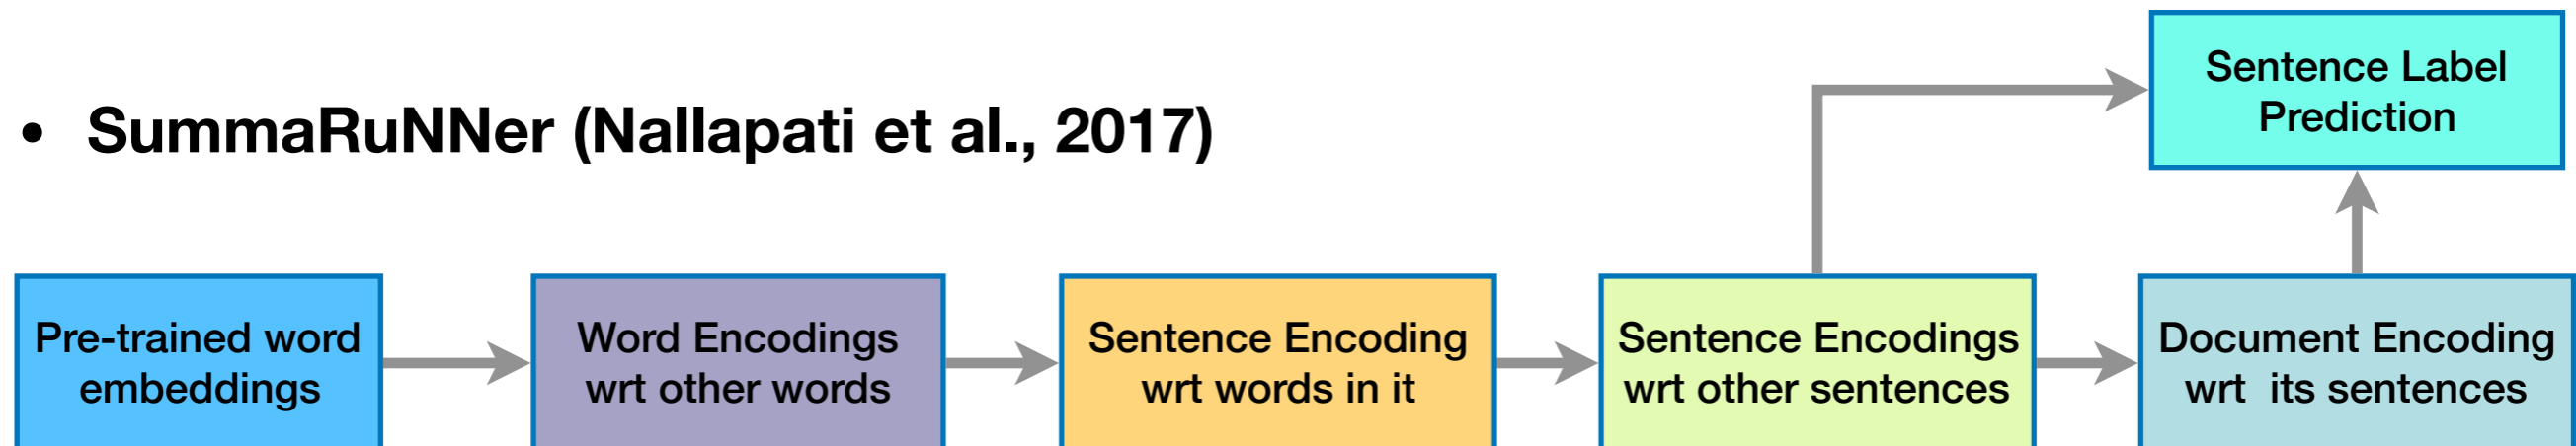 • SummaRuNNer (Nallapati et al., 2017)
Sentence Label
Prediction
Pre-trained word
embeddings
Word Encodings
wrt other words
Sentence Encoding
wrt words in it
Sentence Encodings
wrt other sentences
Document Encoding
wrt its sentences